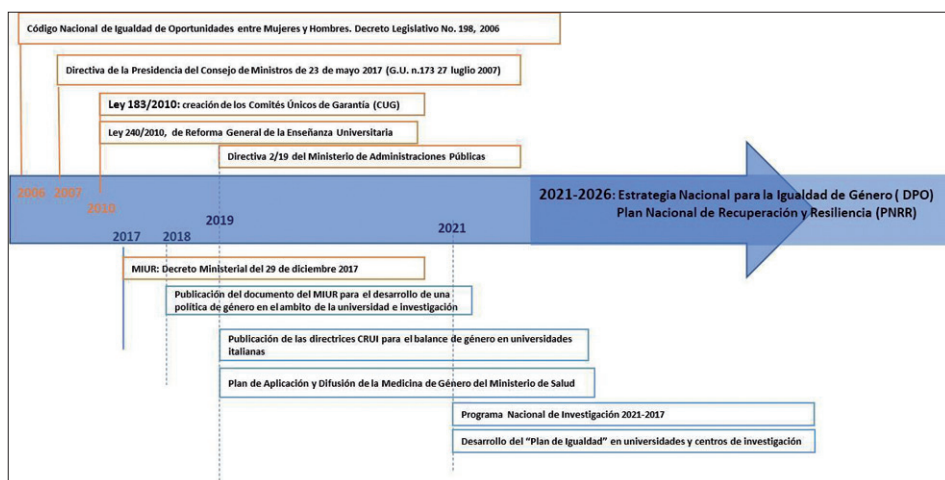 Código Nacional de Igualdad de Oportunidades entre Mujeres y Hombres. Decreto Legislativo No. 198, 2006
Directiva de la Presidencia del Consejo de Ministros de 23 de mayo 2017 (G.U. n.173 27 luglio 2007)
Ley 183/2010: creación de los Comités Únicos de Garantía (CUG)
Ley 240/2010, de Reforma General de la Enseñanza Universitaria
Directiva 2/19 del Ministerio de Administraciones Públicas
2006
2007
2010
2019
2021-2026: Estrategia Nacional para la Igualdad de Género ( DPO)
Plan Nacional de Recuperación y Resiliencia (PNRR)
2017
2018
2021
MIUR: Decreto Ministerial del 29 de diciembre 2017
Publicación del documento del MIUR para el desarrollo de una
política de género en el ambito de la universidad e investigación
Publicación de las directrices CRUI para el balance de género en universidades
italianas
Plan de Aplicación y Difusión de la Medicina de Género del Ministerio de Salud
Programa Nacional de Investigación 2021-2017
Desarrollo del “Plan de Igualdad” en universidades y centros de investigación